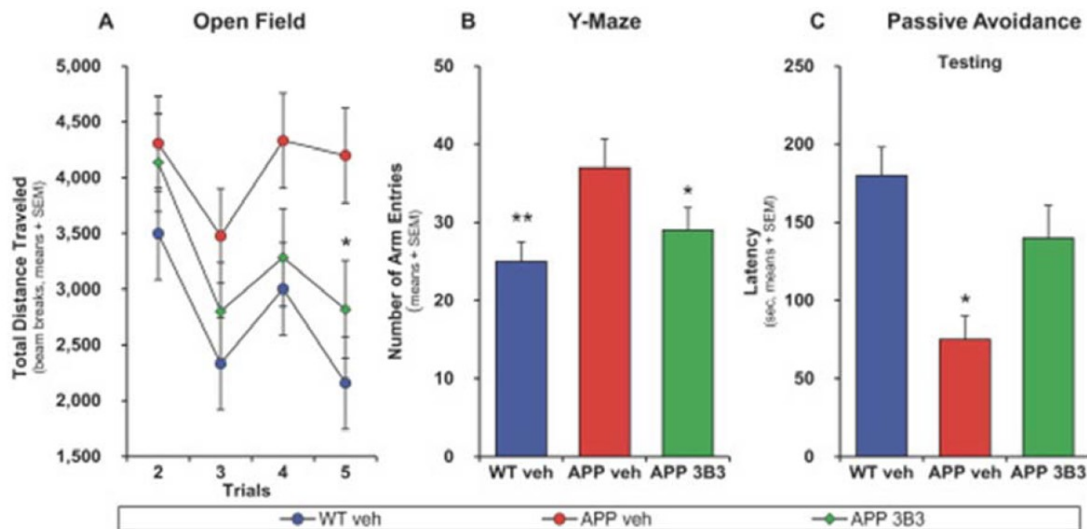 A Open Field
Total Distance Traveled
(beam breaks, means + SEM)
5,000
4,500
4,000
3,500
3,000
2,500
2,000
1,500
*
2 3 4 5
Trials
B Y-Maze
Number of Arm Entries
(means + SEM)
50
40
30
20
10
0
**
*
WT veh APP veh APP 3B3
C Passive Avoidance
Testing
Latency
(sec, means + SEM)
250
200
150
100
50
0
*
WT veh APP veh APP 3B3
WT veh APP veh APP 3B3